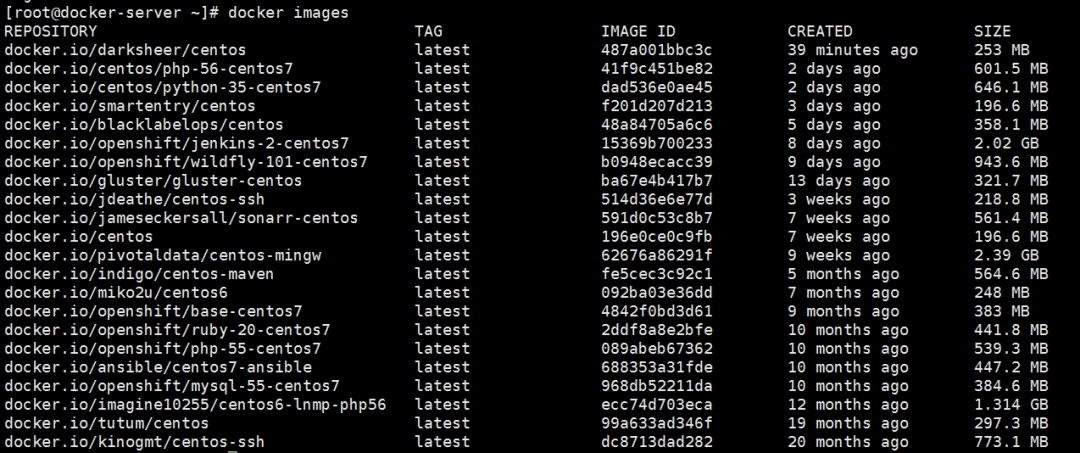 [root@docker-server ~]# docker images
REPOSITORY TAG IMAGE ID CREATED SIZE
docker.io/darksheer/centos latest 487a001bbc3c 39 minutes ago 253 MB
docker.io/centos/php-56-centos7 latest 41f9c451be82 2 days ago 601.5 MB
docker.io/centos/python-35-centos7 latest dad536e0ae45 2 days ago 646.1 MB
docker.io/smartentry/centos latest f201d207d213 3 days ago 196.6 MB
docker.io/blacklabelops/centos latest 48a84705a6c6 5 days ago 358.1 MB
docker.io/openshift/jenkins-2-centos7 latest 15369b700233 8 days ago 2.02 GB
docker.io/openshift/wildfly-101-centos7 latest b0948ecacc39 9 days ago 943.6 MB
docker.io/gluster/gluster-centos latest ba67e4b417b7 13 days ago 321.7 MB
docker.io/jdeathe/centos-ssh latest 514d36e6e77d 3 weeks ago 218.8 MB
docker.io/jameseckersall/sonarr-centos latest 591d0c53c8b7 7 weeks ago 561.4 MB
docker.io/centos latest 196e0ce0c9fb 7 weeks ago 196.6 MB
docker.io/pivotaldata/centos-mingw latest 62676a86291f 9 weeks ago 2.39 GB
docker.io/indigo/centos-maven latest fe5cec3c92c1 5 months ago 564.6 MB
docker.io/miko2u/centos6 latest 092ba03e36dd 7 months ago 248 MB
docker.io/openshift/base-centos7 latest 4842f0bd3d61 9 months ago 383 MB
docker.io/openshift/ruby-20-centos7 latest 2ddf8a8e2bfe 10 months ago 441.8 MB
docker.io/openshift/php-55-centos7 latest 089abeb67362 10 months ago 539.3 MB
docker.io/ansible/centos7-ansible latest 688353a31fde 10 months ago 447.2 MB
docker.io/openshift/mysql-55-centos7 latest 968db52211da 10 months ago 384.6 MB
docker.io/imagine10255/centos6-lnmp-php56 latest ecc74d703eca 12 months ago 1.314 GB
docker.io/tutum/centos latest 99a633ad346f 19 months ago 297.3 MB
docker.io/kinogmt/centos-ssh latest dc8713dad282 20 months ago 773.1 MB